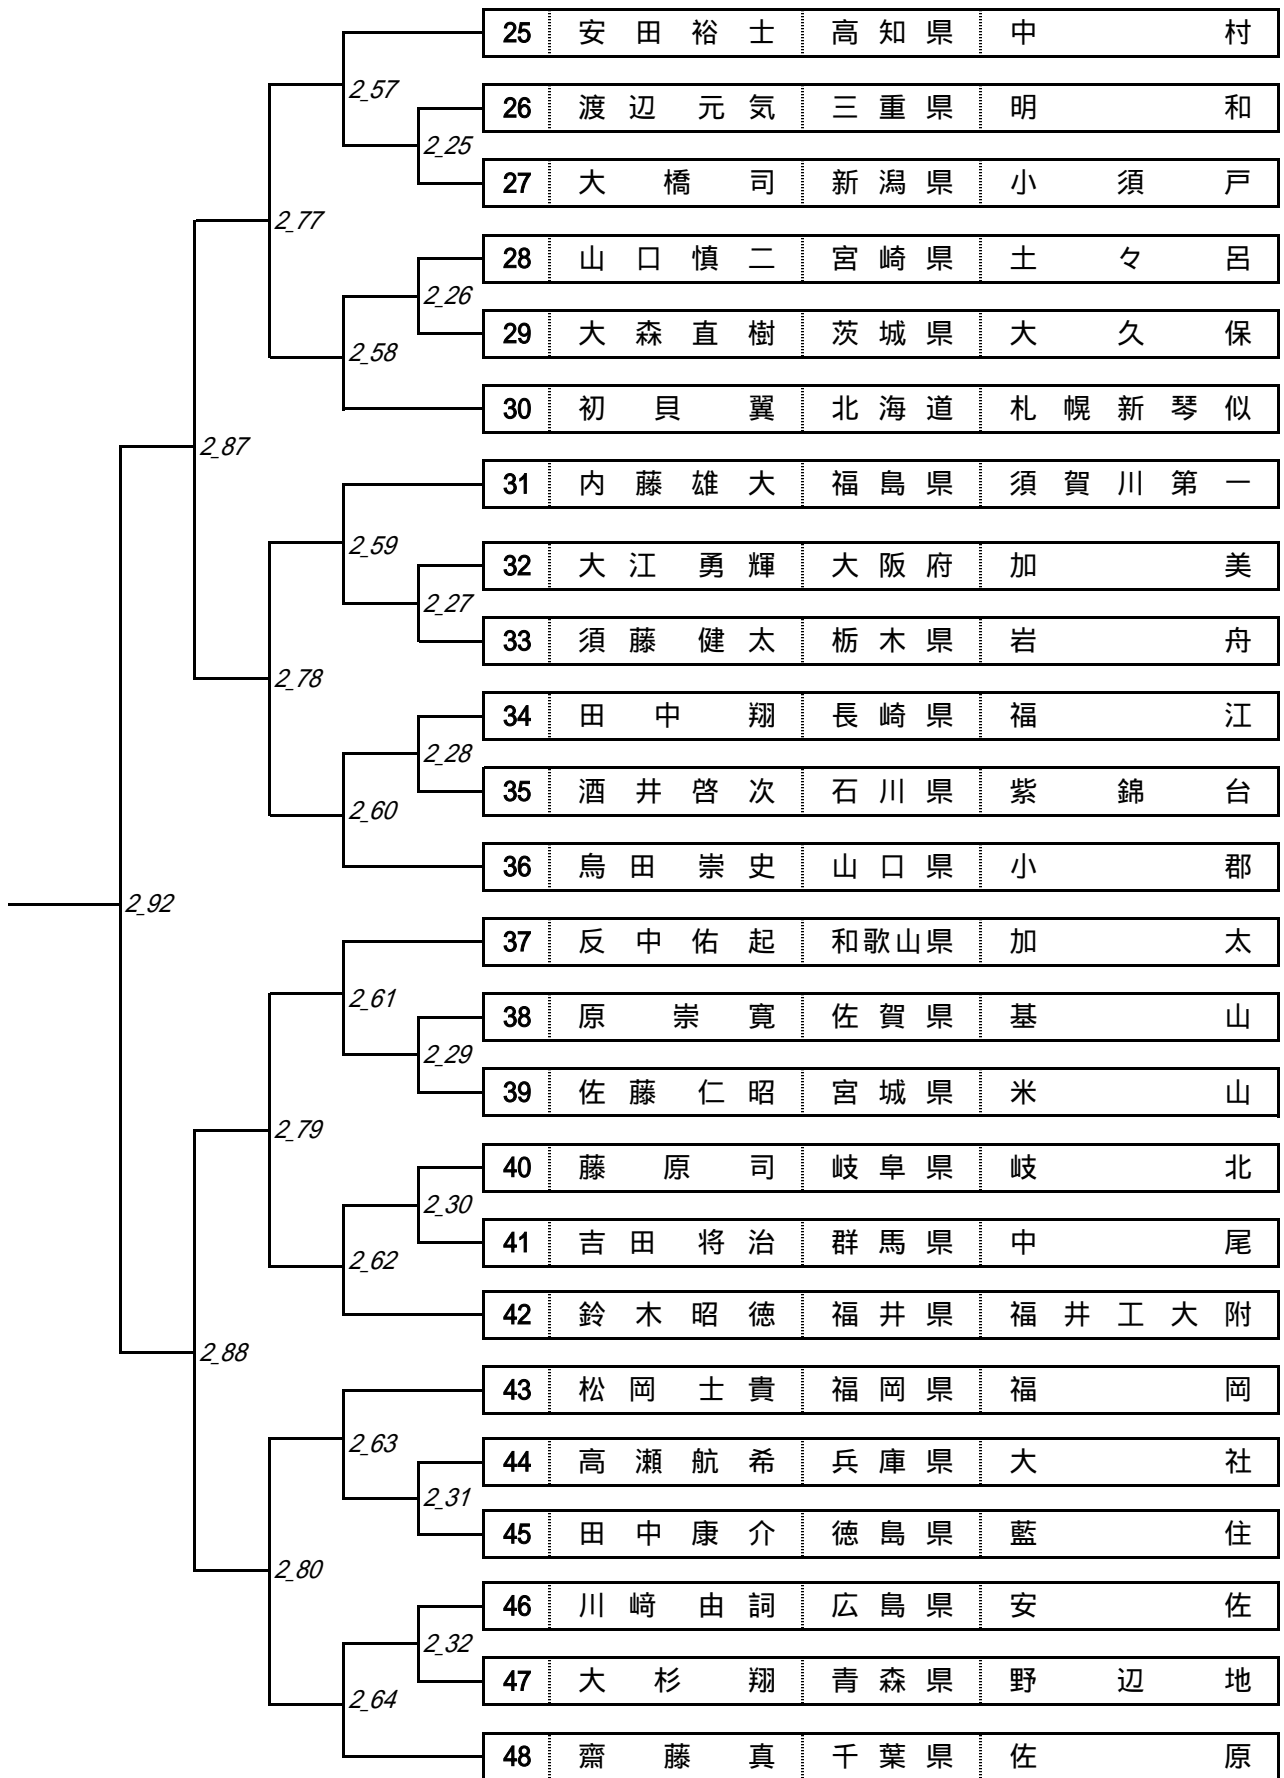 25 安田裕士 高知県 中村
2_57
26 渡辺元気 三重県 明和
2_25
27 大橋司 新潟県 小須戸
2_77
28 山口慎二 宮崎県 土々呂
2_26
29 大森直樹 茨城県 大久保
2_58
30 初貝翼 北海道 札幌新琴似
2_87
31 内藤雄大 福島県 須賀川第一
2_59
32 大江勇輝 大阪府 加美
2_27
33 須藤健太 栃木県 岩舟
2_78
34 田中翔 長崎県 福江
2_28
35 酒井啓次 石川県 紫錦台
2_60
36 烏田崇史 山口県 小郡
2_92
37 反中佑起 和歌山県 加太
2_61
38 原崇寛 佐賀県 基山
2_29
39 佐藤仁昭 宮城県 米山
2_79
40 藤原司 岐阜県 岐北
2_30
41 吉田将治 群馬県 中尾
2_62
42 鈴木昭徳 福井県 福井工大附
2_88
43 松岡士貴 福岡県 福岡
2_63
44 高瀬航希 兵庫県 大社
2_31
45 田中康介 徳島県 藍住
2_80
46 川﨑由詞 広島県 安佐
2_32
47 大杉翔 青森県 野辺地
2_64
48 齋藤真 千葉県 佐原